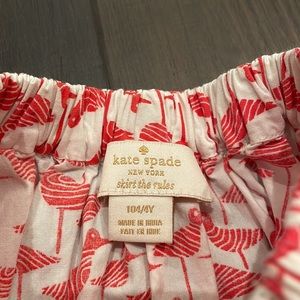 kate spade
NEW YORK
skirt the rules
104/4Y
MADE IN INDIA
FAIT EN INDE